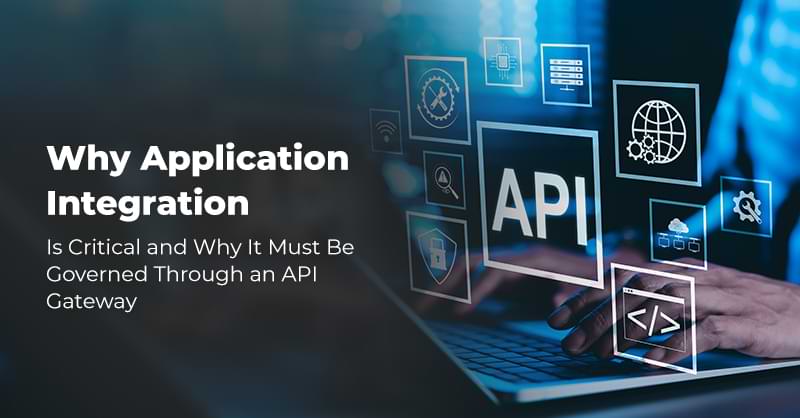 Why Application
Integration
Is Critical and Why It Must Be
Governed Through an API
Gateway
API
</>